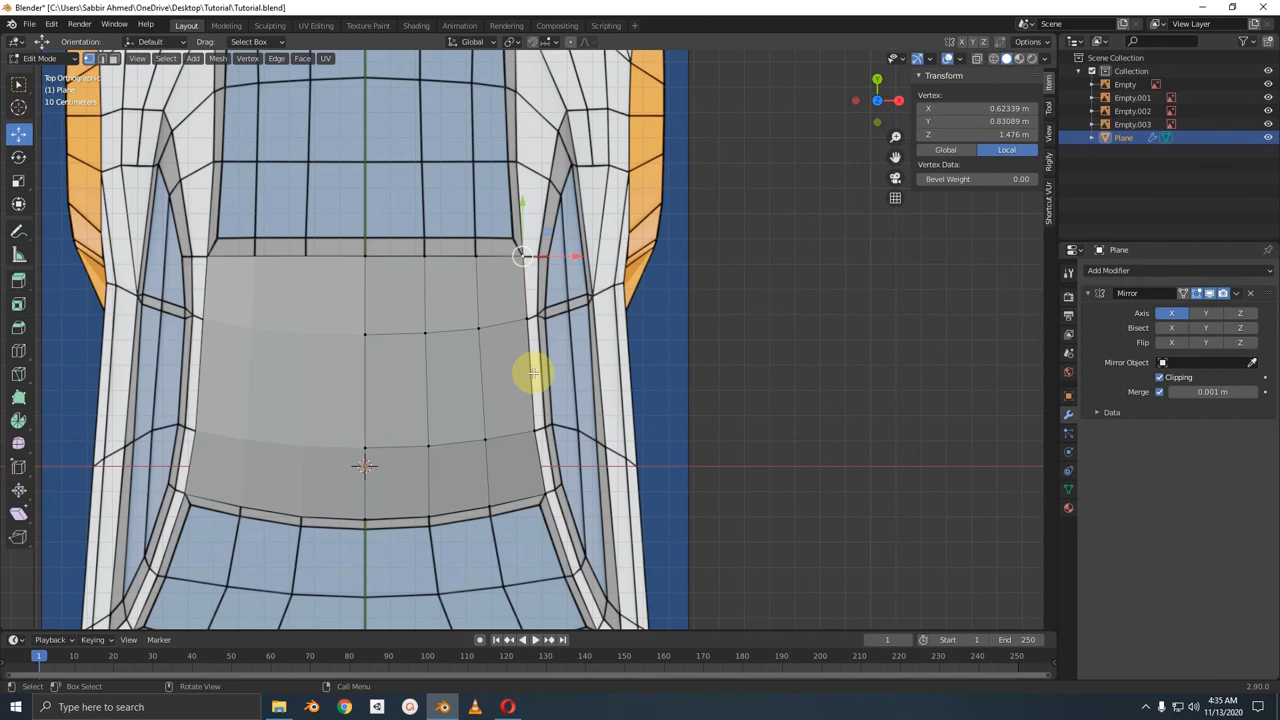 Blender* [C:\Users\Sabbir Ahmed\OneDrive\Desktop\Tutorial\Tutorial.blend]
File Edit Render Window Help Layout Modeling Sculpting UV Editing Texture Paint Shading Animation Rendering Compositing Scripting + Scene View Layer
Orientation: Default Drag: Select Box Global X Y Z Options
Edit Mode View Select Add Mesh Vertex Edge Face UV
Top Orthographic
(1) Plane
10 Centimeters
Transform
Vertex:
X 0.62339 m
Y 0.83089 m
Z 1.476 m
Global Local
Vertex Data:
Bevel Weight 0.00
Item
Tool
View
Rigify
Shortcut VUr
Y
X
Z
Scene Collection
Collection
Empty
Empty.001
Empty.002
Empty.003
Plane
Plane
Add Modifier
Mirror
Axis X Y Z
Bisect X Y Z
Flip X Y Z
Mirror Object
Clipping
Merge 0.001 m
Data
Playback Keying View Marker 1 Start 1 End 250
1 10 20 30 40 50 60 70 80 90 100 110 120 130 140 150 160 170 180 190 200 210 220 230 240 250
Select Box Select Rotate View Call Menu 2.90.0
Type here to search
4:35 AM
11/13/2020